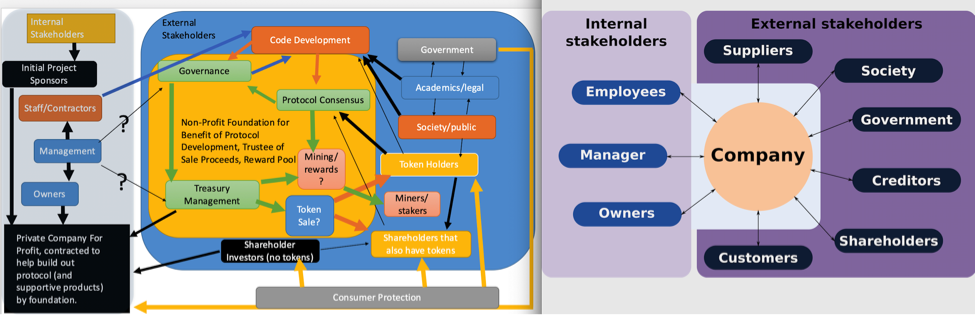 Internal
Stakeholders
Initial Project
Sponsors
Staff/Contractors
Management
Owners
Private Company For
Profit, contracted to
help build out
protocol (and
supportive products)
by foundation.
?
?
External
Stakeholders
Code Development
Governance
Protocol Consensus
Non-Profit Foundation for
Benefit of Protocol
Development, Trustee of
Sale Proceeds, Reward Pool
Mining/
rewards
?
Treasury
Management
Token
Sale?
Shareholder
Investors (no tokens)
Government
Academics/legal
Society/public
Token Holders
Miners/
stakers
Shareholders that
also have tokens
Consumer Protection
Internal
stakeholders
Employees
Manager
Owners
Company
External stakeholders
Suppliers
Society
Government
Creditors
Shareholders
Customers